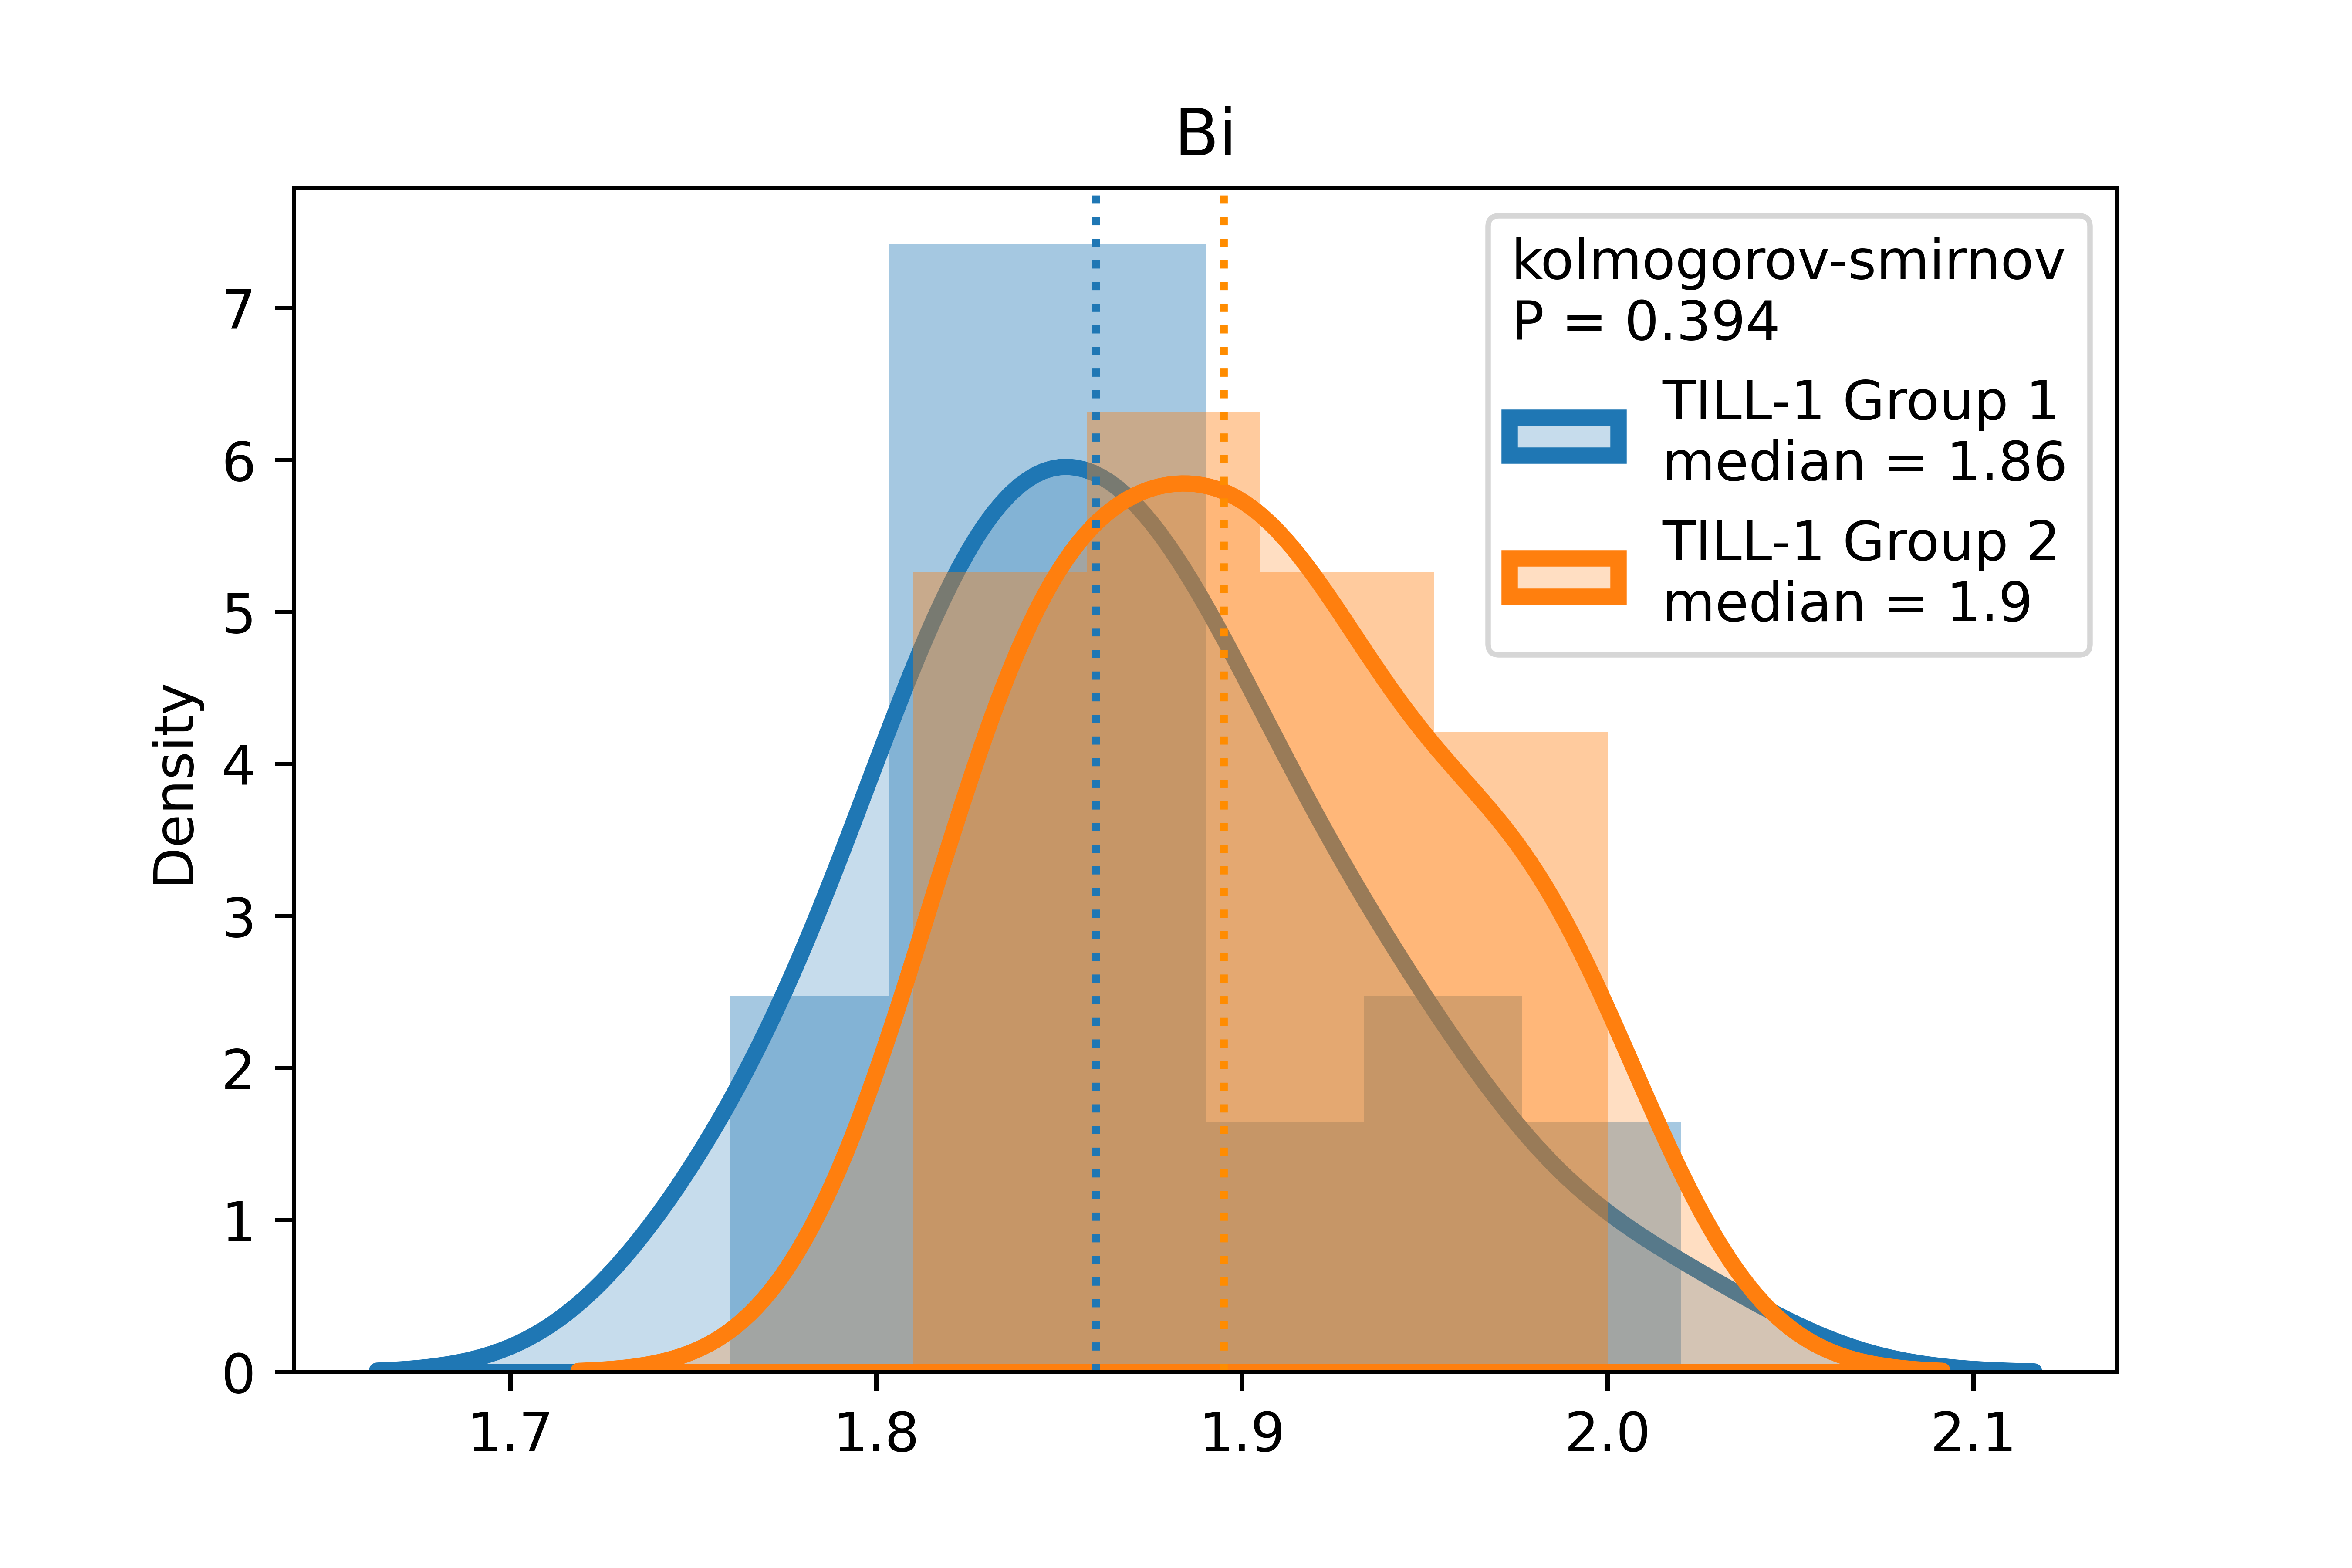 Bi
kolmogorov-smirnov
P = 0.394
TILL-1 Group 1
median = 1.86
TILL-1 Group 2
median = 1.9
Density
7
6
5
4
3
2
1
0
1.7 1.8 1.9 2.0 2.1